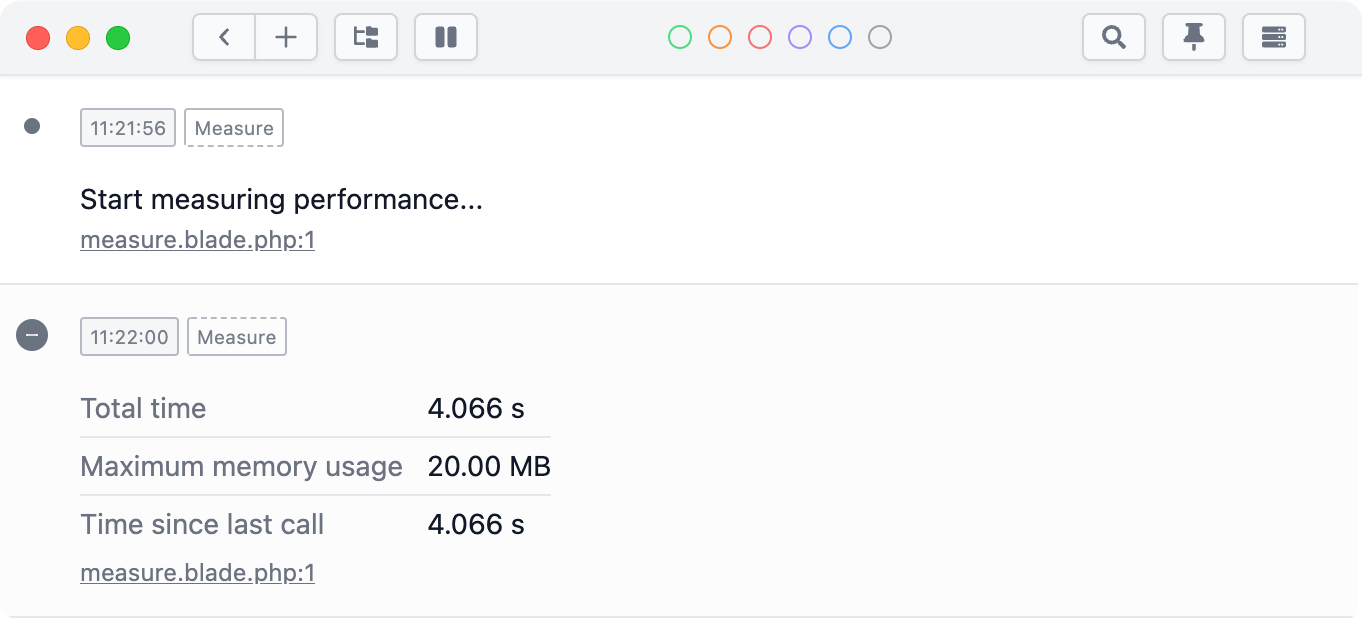 11:21:56 Measure
Start measuring performance...
measure.blade.php:1
11:22:00 Measure
Total time 4.066 s
Maximum memory usage 20.00 MB
Time since last call 4.066 s
measure.blade.php:1